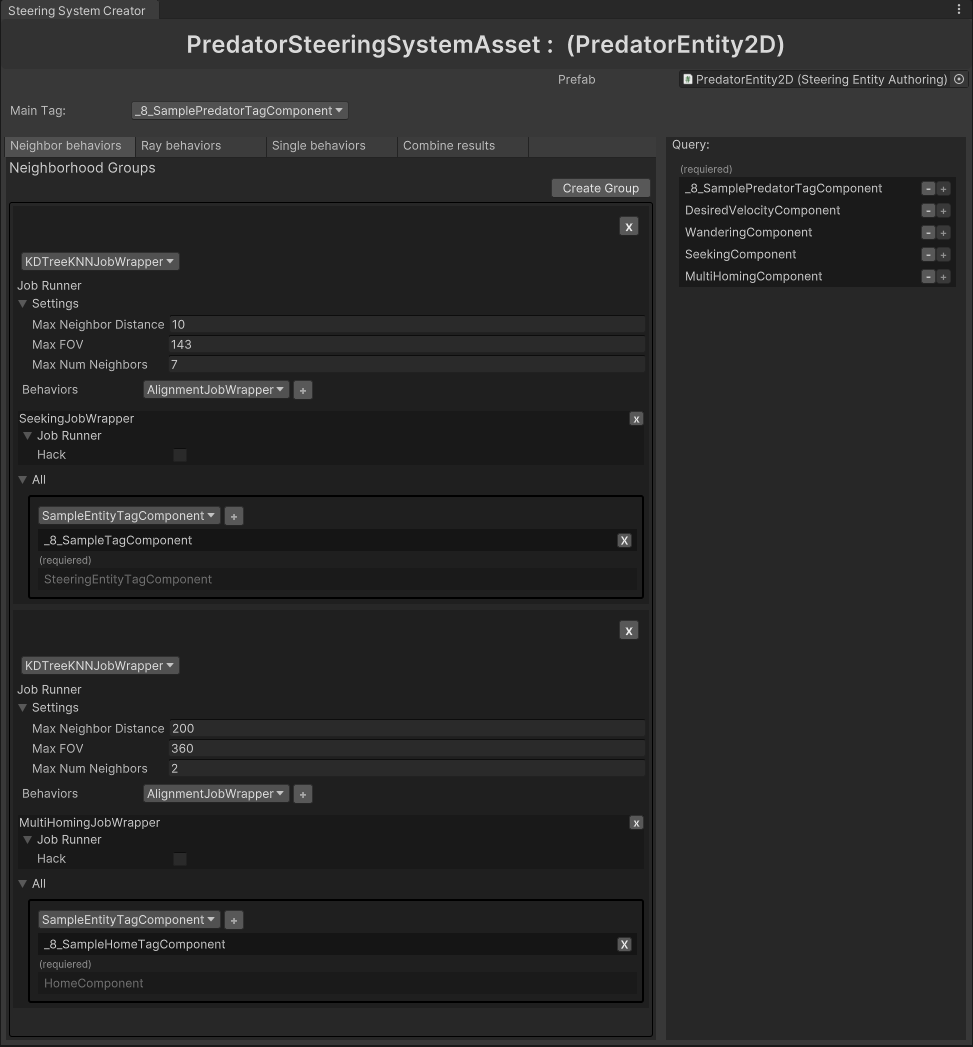 Steering System Creator
PredatorSteeringSystemAsset : (PredatorEntity2D)
Prefab PredatorEntity2D (Steering Entity Authoring)
Main Tag: _8_SamplePredatorTagComponent
Neighbor behaviors Ray behaviors Single behaviors Combine results
Neighborhood Groups
Create Group
X
KDTreeKNNJobWrapper
Job Runner
Settings
Max Neighbor Distance 10
Max FOV 143
Max Num Neighbors 7
Behaviors AlignmentJobWrapper +
SeekingJobWrapper x
Job Runner
Hack
All
SampleEntityTagComponent +
_8_SampleTagComponent X
(requiered)
SteeringEntityTagComponent
X
KDTreeKNNJobWrapper
Job Runner
Settings
Max Neighbor Distance 200
Max FOV 360
Max Num Neighbors 2
Behaviors AlignmentJobWrapper +
MultiHomingJobWrapper x
Job Runner
Hack
All
SampleEntityTagComponent +
_8_SampleHomeTagComponent X
(requiered)
HomeComponent
Query:
(requiered)
_8_SamplePredatorTagComponent - +
DesiredVelocityComponent - +
WanderingComponent - +
SeekingComponent - +
MultiHomingComponent - +